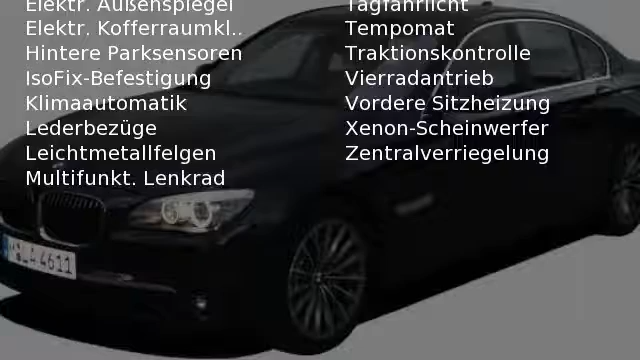 Elektr. Außenspiegel
Elektr. Kofferraumkl..
Hintere Parksensoren
IsoFix-Befestigung
Klimaautomatik
Lederbezüge
Leichtmetallfelgen
Multifunkt. Lenkrad
Tagfahrlicht
Tempomat
Traktionskontrolle
Vierradantrieb
Vordere Sitzheizung
Xenon-Scheinwerfer
Zentralverriegelung